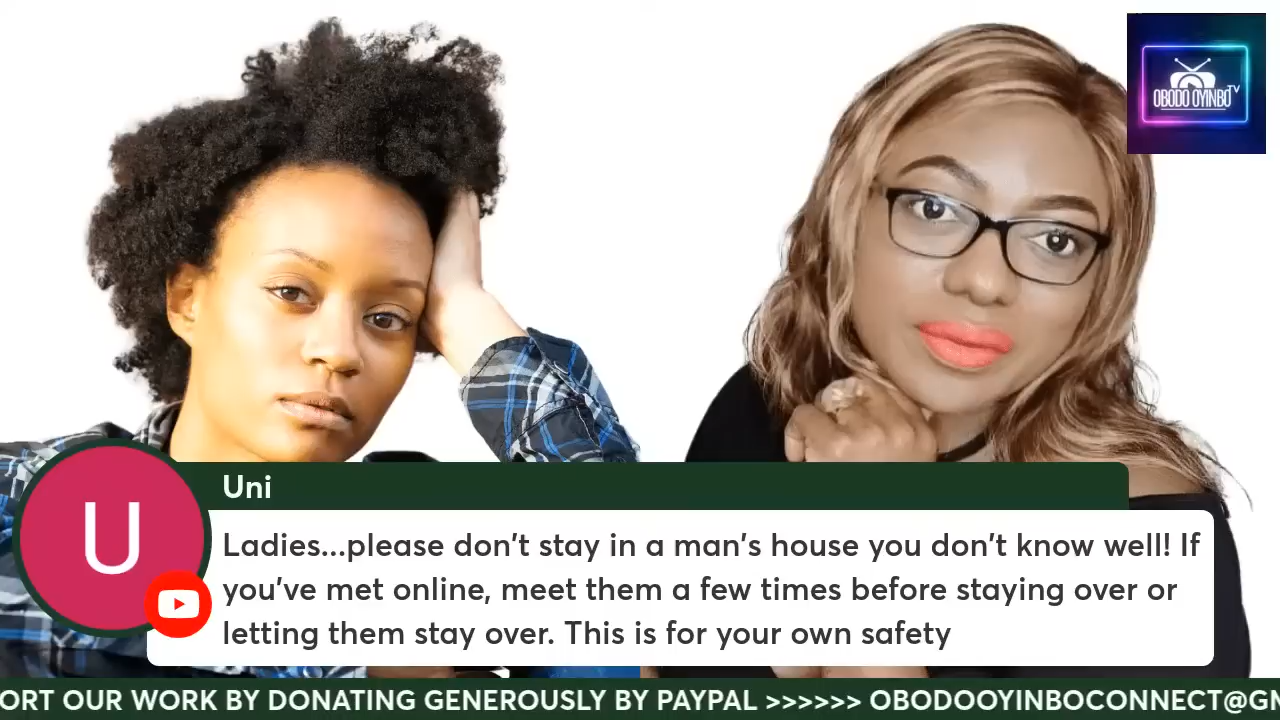 OBODO OYINBO TV
Uni
U
Ladies...please don't stay in a man's house you don't know well! If
you've met online, meet them a few times before staying over or
letting them stay over. This is for your own safety
ORT OUR WORK BY DONATING GENEROUSLY BY PAYPAL >>>>>> OBODOOYINBOCONNECT@GM